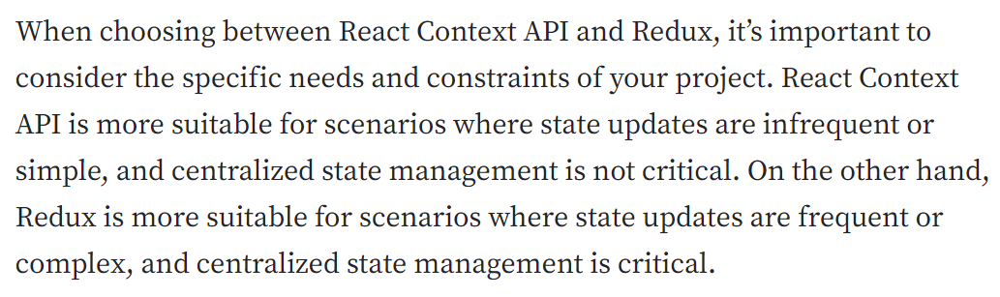 When choosing between React Context API and Redux, it’s important to
consider the specific needs and constraints of your project. React Context
API is more suitable for scenarios where state updates are infrequent or
simple, and centralized state management is not critical. On the other hand,
Redux is more suitable for scenarios where state updates are frequent or
complex, and centralized state management is critical.